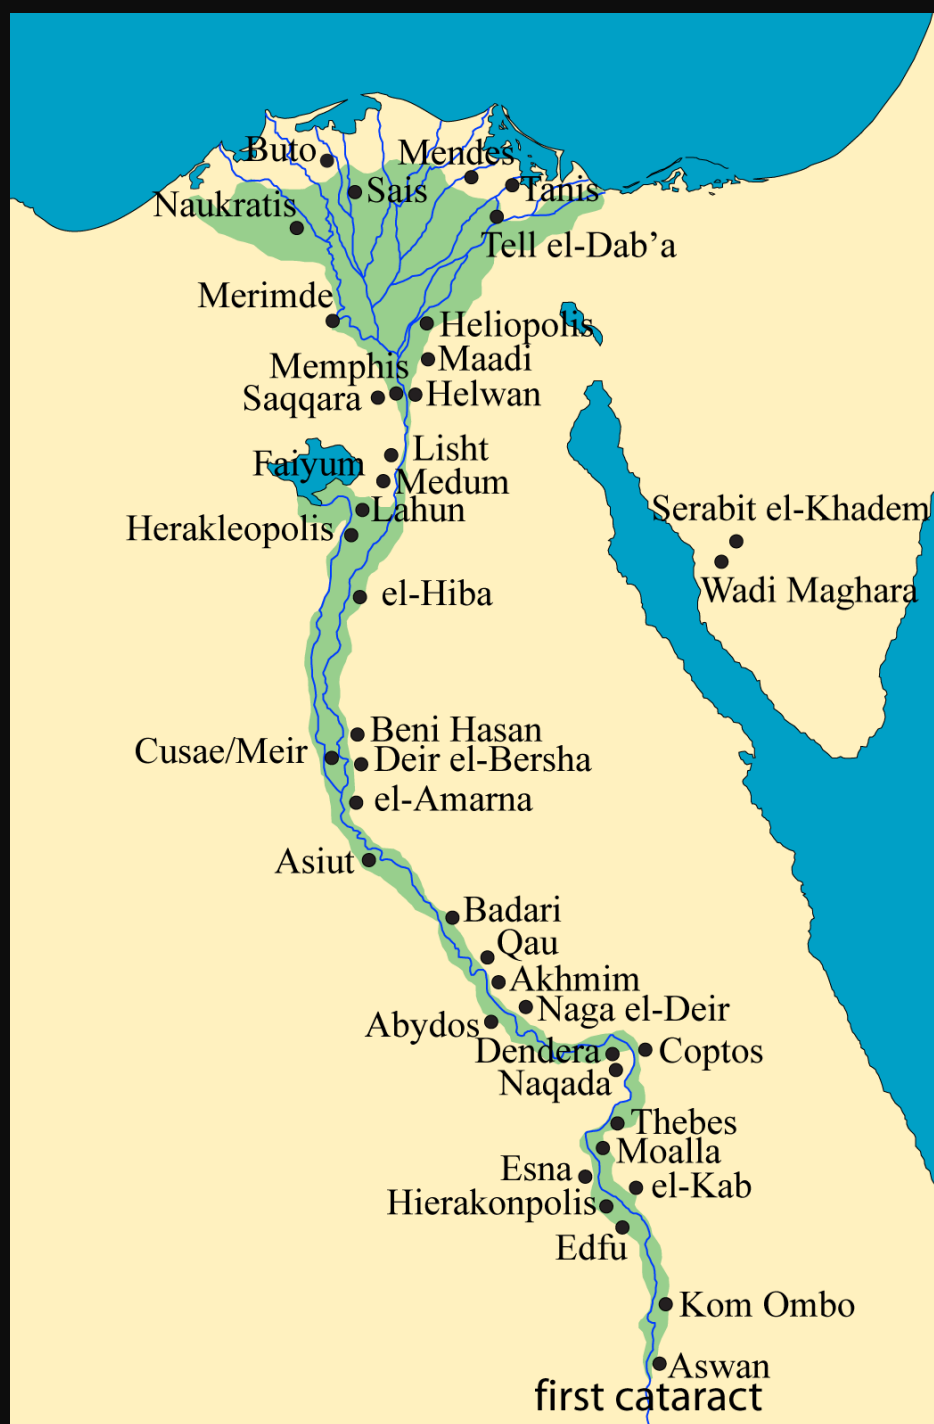 Buto
Mendes
Sais
Tanis
Naukratis
Tell el-Dab’a
Merimde
Heliopolis
Maadi
Memphis
Saqqara
Helwan
Lisht
Faiyum
Medum
Lahun
Serabit el-Khadem
Herakleopolis
Wadi Maghara
el-Hiba
Beni Hasan
Cusae/Meir
Deir el-Bersha
el-Amarna
Asiut
Badari
Qau
Akhmim
Naga el-Deir
Abydos
Dendera
Coptos
Naqada
Thebes
Moalla
Esna
el-Kab
Hierakonpolis
Edfu
Kom Ombo
Aswan
first cataract